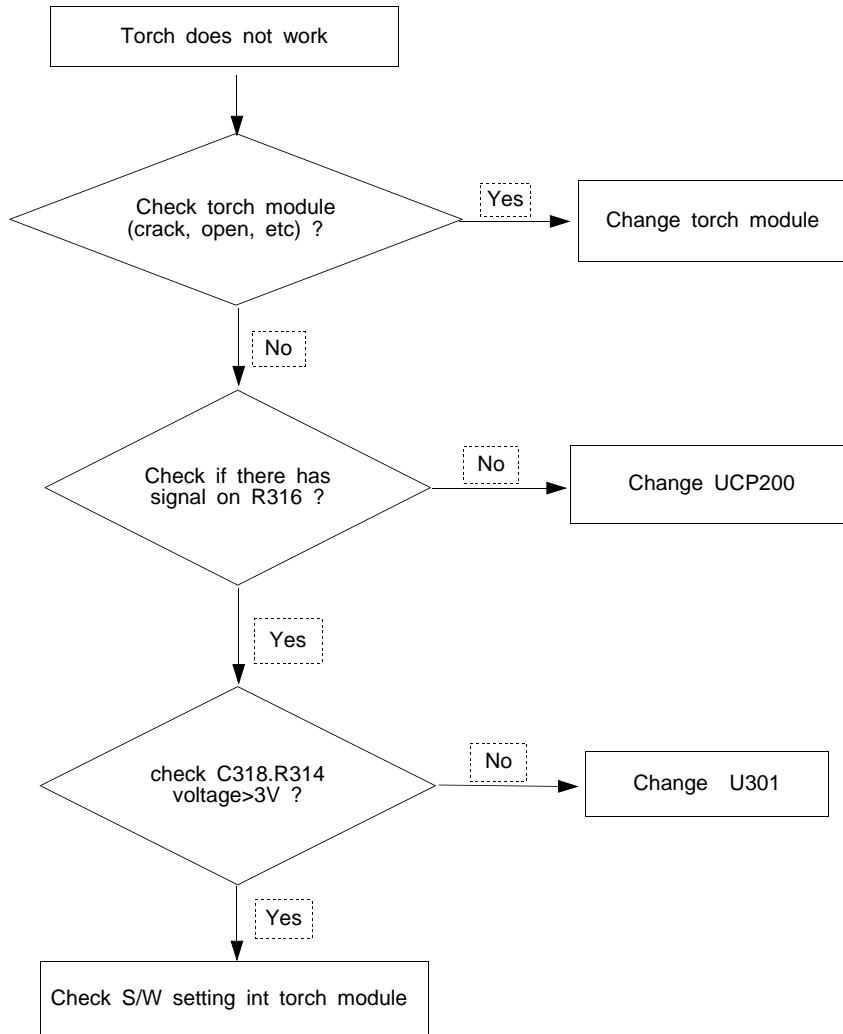 Torch does not work
Check torch module
(crack, open, etc) ?
Yes
Change torch module
No
Check if there has
signal on R316 ?
No
Change UCP200
Yes
check C318.R314
voltage>3V ?
No
Change U301
Yes
Check S/W setting int torch module